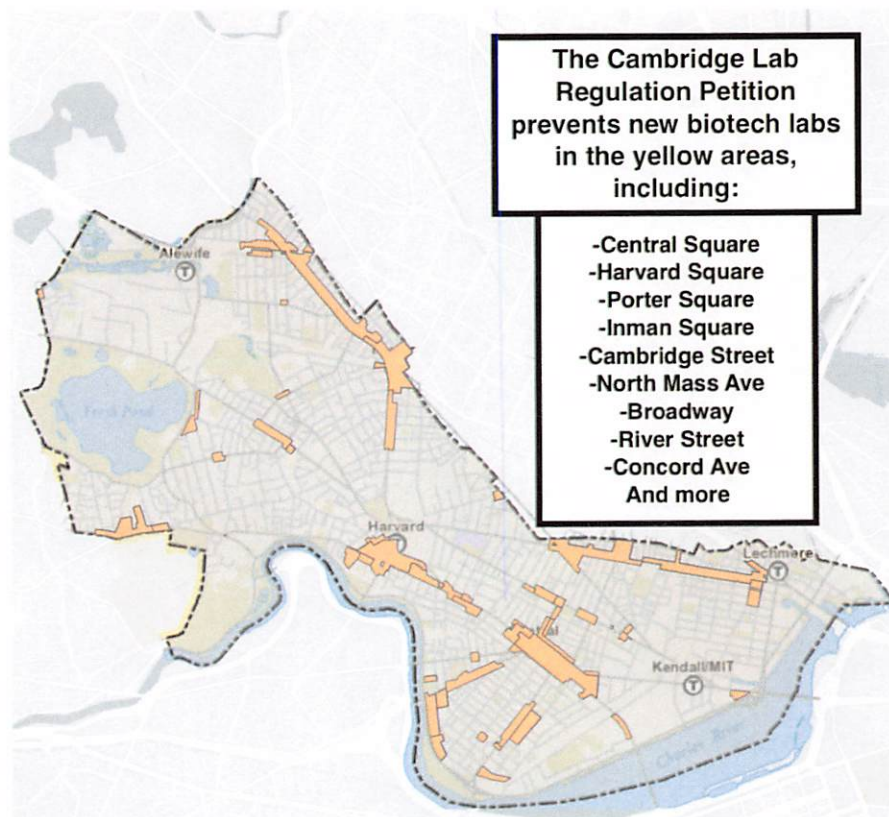 The Cambridge Lab
Regulation Petition
prevents new biotech labs
in the yellow areas,
including:
-Central Square
-Harvard Square
-Porter Square
-Inman Square
-Cambridge Street
-North Mass Ave
-Broadway
-River Street
-Concord Ave
And more
Alewife
T
Fresh Pond
Harvard
Lechmere
T
Kendall/MIT
T
Charles River